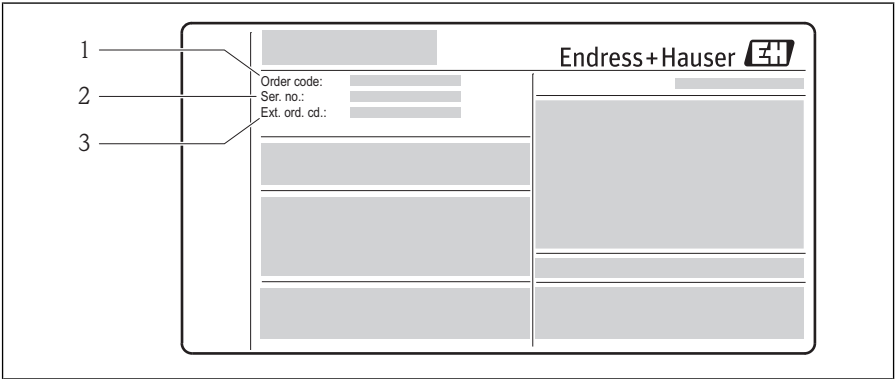 Endress+Hauser EH
1
Order code:
2
Ser. no.:
Ext. ord. cd.:
3